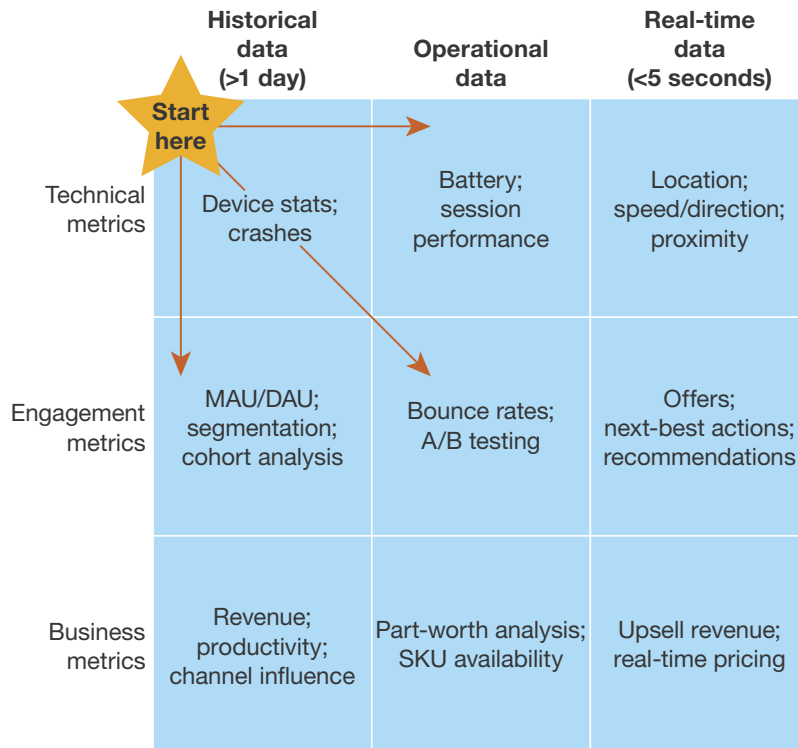 Historical
data
(>1 day)
Operational
data
Real-time
data
(<5 seconds)
Start
here
Technical
metrics
Device stats;
crashes
Battery;
session
performance
Location;
speed/direction;
proximity
Engagement
metrics
MAU/DAU;
segmentation;
cohort analysis
Bounce rates;
A/B testing
Offers;
next-best actions;
recommendations
Business
metrics
Revenue;
productivity;
channel influence
Part-worth analysis;
SKU availability
Upsell revenue;
real-time pricing